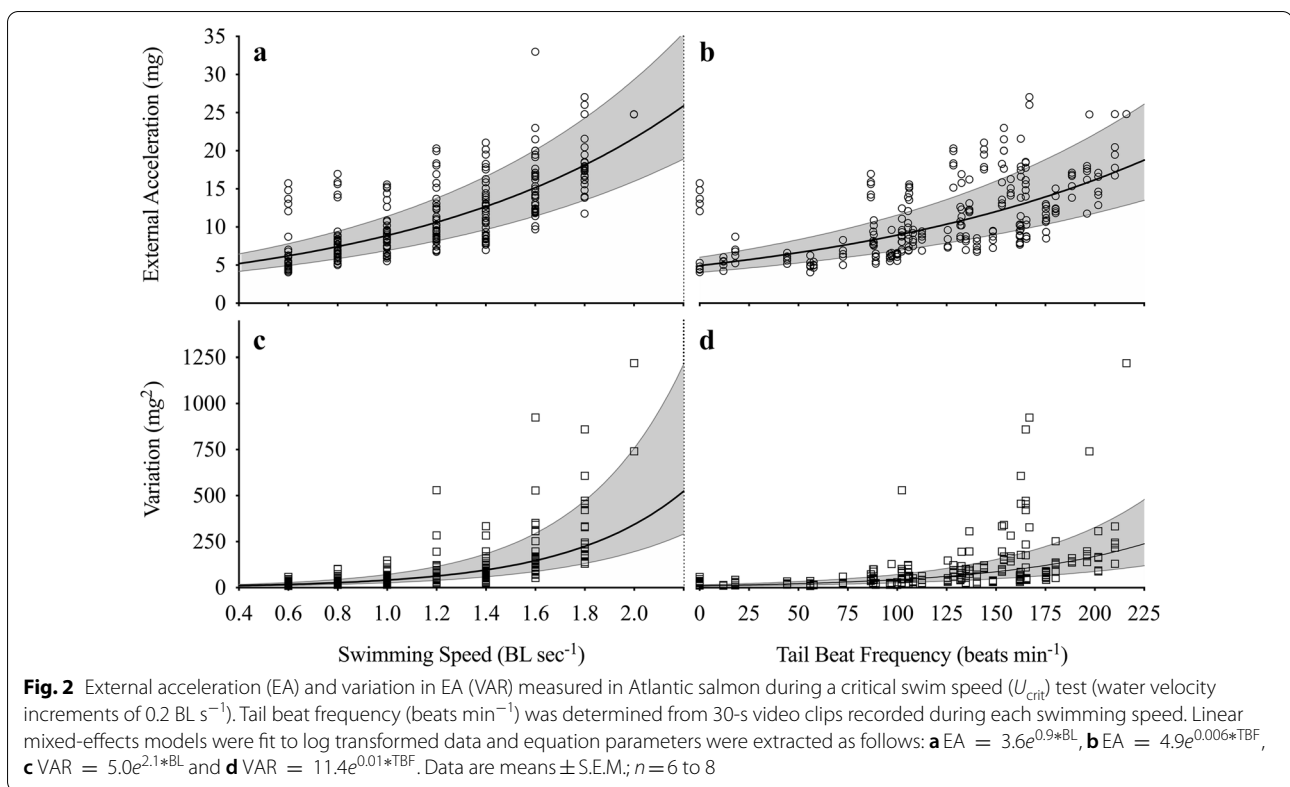 a
b
External Acceleration (mg)
35
30
25
20
15
10
5
0
c
d
Variation (mg²)
1250
1000
750
500
250
0
0.4 0.6 0.8 1.0 1.2 1.4 1.6 1.8 2.0
0 25 50 75 100 125 150 175 200 225
Swimming Speed (BL sec⁻¹)
Tail Beat Frequency (beats min⁻¹)
Fig. 2 External acceleration (EA) and variation in EA (VAR) measured in Atlantic salmon during a critical swim speed (U_crit) test (water velocity
increments of 0.2 BL s⁻¹). Tail beat frequency (beats min⁻¹) was determined from 30-s video clips recorded during each swimming speed. Linear
mixed-effects models were fit to log transformed data and equation parameters were extracted as follows: a EA = 3.6e^0.9*BL, b EA = 4.9e^0.006*TBF,
c VAR = 5.0e^2.1*BL and d VAR = 11.4e^0.01*TBF. Data are means ± S.E.M.; n = 6 to 8